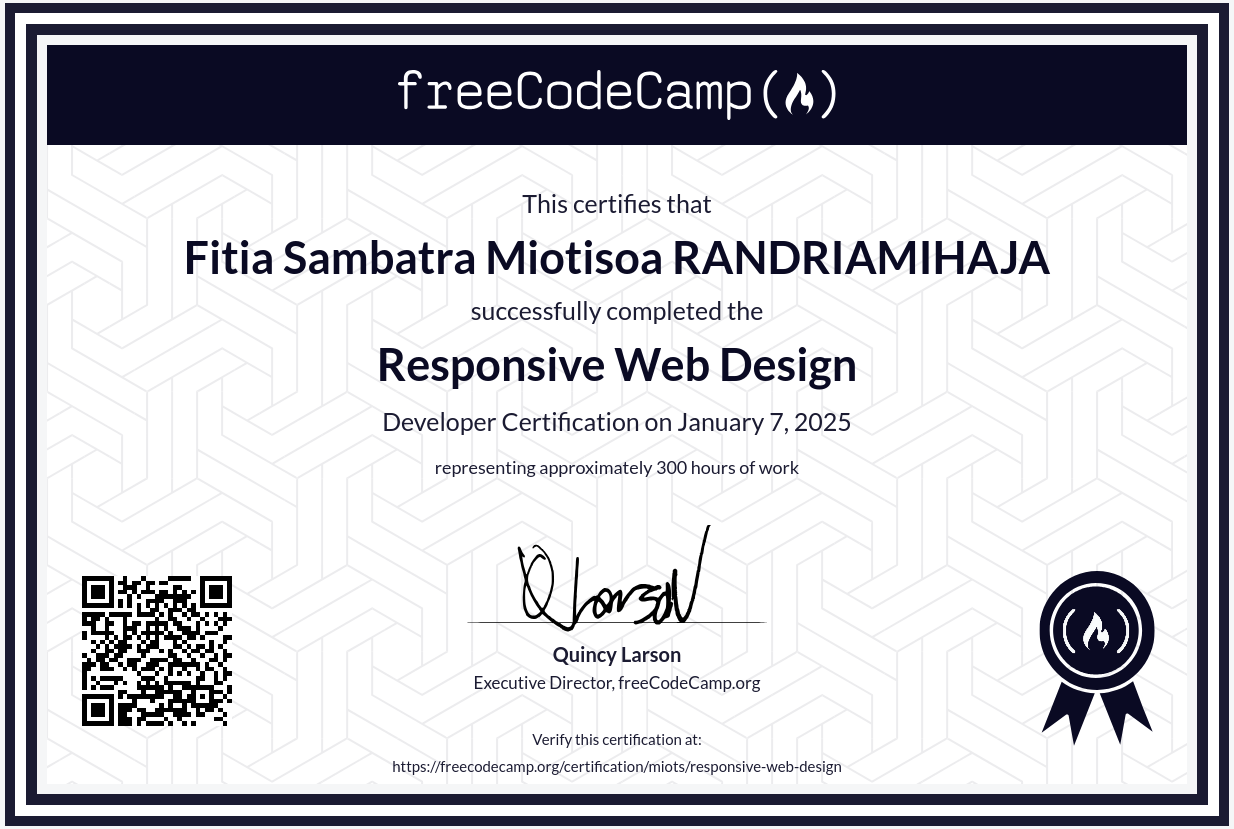 freeCodeCamp(🔥)
This certifies that
Fitia Sambatra Miotisoa RANDRIAMIHAJA
successfully completed the
Responsive Web Design
Developer Certification on January 7, 2025
representing approximately 300 hours of work
QLarson
Quincy Larson
Executive Director, freeCodeCamp.org
Verify this certification at:
https://freecodecamp.org/certification/miots/responsive-web-design